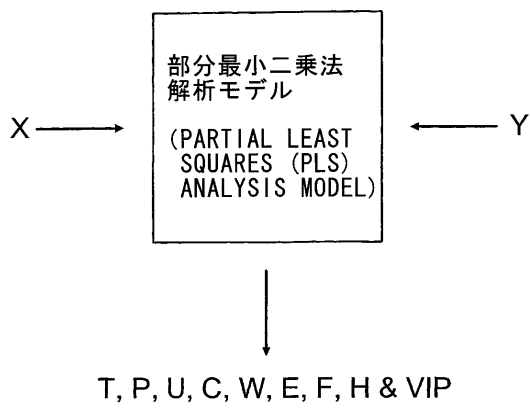 部分最小二乗法
解析モデル
(PARTIAL LEAST
SQUARES (PLS)
ANALYSIS MODEL)
X
Y
T, P, U, C, W, E, F, H & VIP